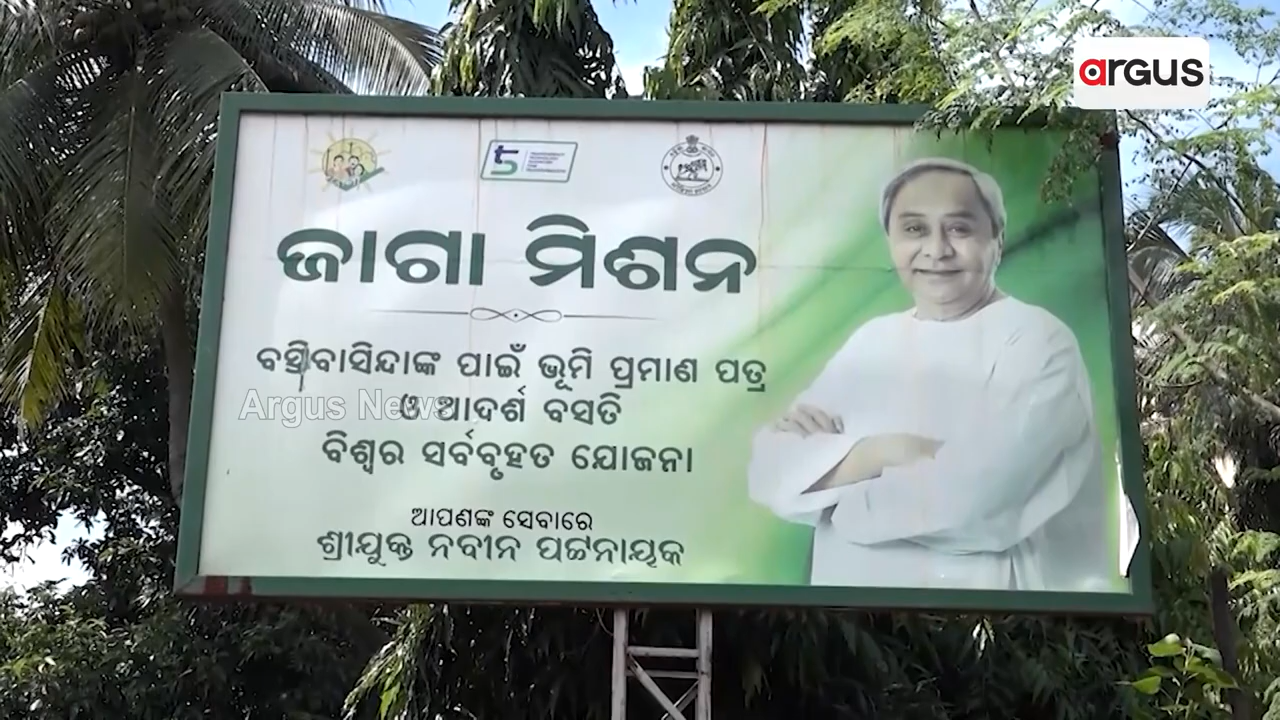 argus
ଜାଗା ମିଶନ
ବସ୍ତିବାସିନ୍ଦାଙ୍କ ପାଇଁ ଭୂମି ପ୍ରମାଣ ପତ୍ର
Argus News
ଓ ଆଦର୍ଶ ବସତି
ବିଶ୍ୱର ସର୍ବବୃହତ ଯୋଜନା
ଆପଣଙ୍କ ସେବାରେ
ଶ୍ରୀଯୁକ୍ତ ନବୀନ ପଟ୍ଟନାୟକ